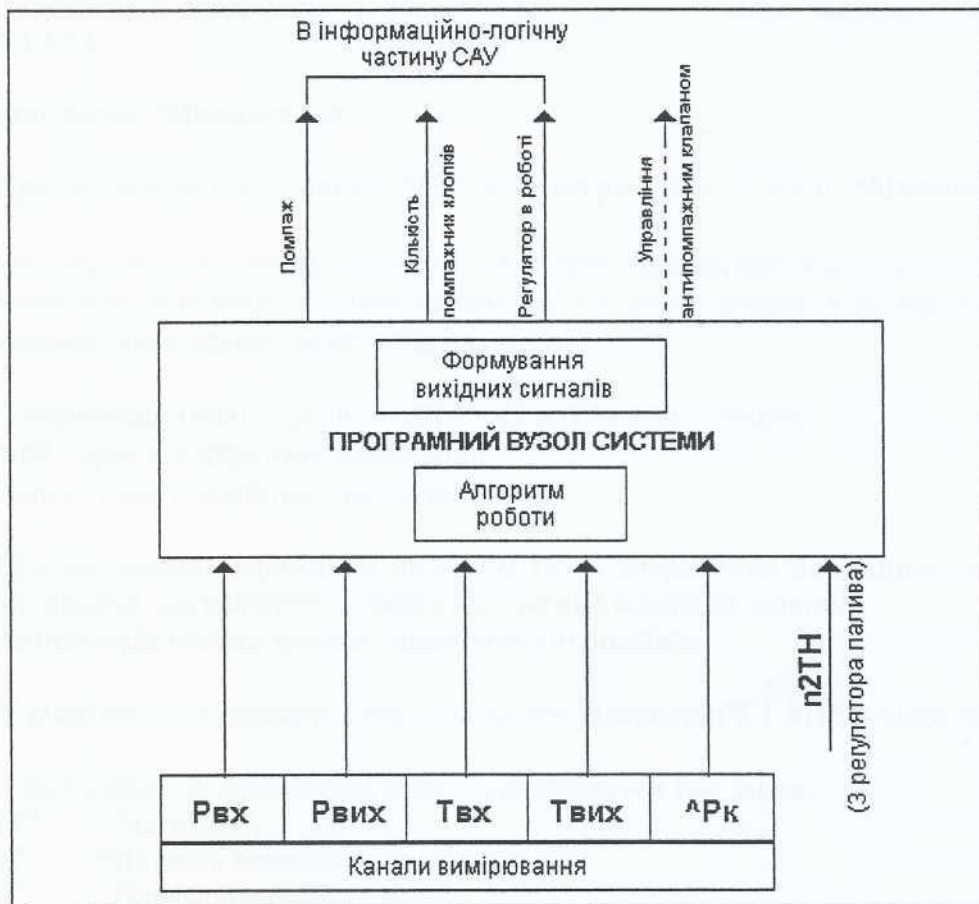 В інформаційно-логічну
частину САУ
Помпаж
Кількість
помпажних хлопків
Регулятор в роботі
Управління
антипомпажним клапаном
Формування
вихідних сигналів
ПРОГРАМНИЙ ВУЗОЛ СИСТЕМИ
Алгоритм
роботи
n2ТН
(З регулятора палива)
Рвх Рвих Твх Твих ^Рк
Канали вимірювання